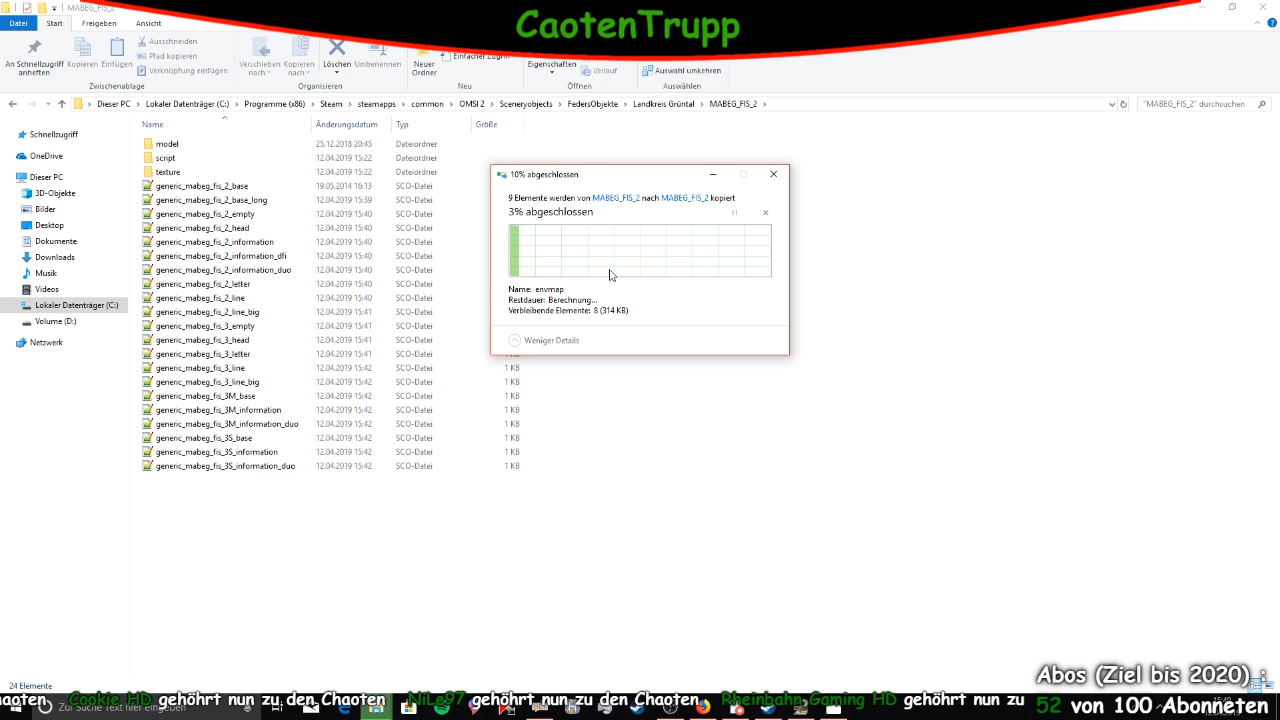 MABEG_FIS_2
CaotenTrupp
Datei Start Freigeben Ansicht
An Schnellzugriff anheften
Kopieren
Einfügen
Ausschneiden
Pfad kopieren
Verknüpfung einfügen
Verschieben nach
Kopieren nach
Löschen
Umbenennen
Neuer Ordner
Einfacher Zugriff
Eigenschaften
Verlauf
Auswahl umkehren
Zwischenablage Organisieren Neu Öffnen Auswählen
Dieser PC Lokaler Datenträger (C:) Programme (x86) Steam steamapps common OMSI 2 Sceneryobjects FedersObjekte Landkreis Grüntal MABEG_FIS_2
"MABEG_FIS_2" durchsuchen
Schnellzugriff
OneDrive
Dieser PC
3D-Objekte
Bilder
Desktop
Dokumente
Downloads
Musik
Videos
Lokaler Datenträger (C:)
Volume (D:)
Netzwerk
Name Änderungsdatum Typ Größe
model 25.12.2018 20:45 Dateiordner
script 12.04.2019 15:22 Dateiordner
texture 12.04.2019 15:22 Dateiordner
generic_mabeg_fis_2_base 19.05.2014 16:13 SCO-Datei
generic_mabeg_fis_2_base_long 12.04.2019 15:39 SCO-Datei
generic_mabeg_fis_2_empty 12.04.2019 15:40 SCO-Datei
generic_mabeg_fis_2_head 12.04.2019 15:40 SCO-Datei
generic_mabeg_fis_2_information 12.04.2019 15:40 SCO-Datei
generic_mabeg_fis_2_information_dfi 12.04.2019 15:40 SCO-Datei
generic_mabeg_fis_2_information_duo 12.04.2019 15:40 SCO-Datei
generic_mabeg_fis_2_letter 12.04.2019 15:40 SCO-Datei
generic_mabeg_fis_2_line 12.04.2019 15:40 SCO-Datei
generic_mabeg_fis_2_line_big 12.04.2019 15:41 SCO-Datei
generic_mabeg_fis_3_empty 12.04.2019 15:41 SCO-Datei
generic_mabeg_fis_3_head 12.04.2019 15:41 SCO-Datei
generic_mabeg_fis_3_letter 12.04.2019 15:41 SCO-Datei 1 KB
generic_mabeg_fis_3_line 12.04.2019 15:42 SCO-Datei 1 KB
generic_mabeg_fis_3_line_big 12.04.2019 15:42 SCO-Datei 1 KB
generic_mabeg_fis_3M_base 12.04.2019 15:42 SCO-Datei 1 KB
generic_mabeg_fis_3M_information 12.04.2019 15:42 SCO-Datei 1 KB
generic_mabeg_fis_3M_information_duo 12.04.2019 15:42 SCO-Datei 1 KB
generic_mabeg_fis_3S_base 12.04.2019 15:42 SCO-Datei 1 KB
generic_mabeg_fis_3S_information 12.04.2019 15:42 SCO-Datei 1 KB
generic_mabeg_fis_3S_information_duo 12.04.2019 15:42 SCO-Datei 1 KB
10% abgeschlossen
9 Elemente werden von MABEG_FIS_2 nach MABEG_FIS_2 kopiert
3% abgeschlossen
Name: envmap
Restdauer: Berechnung...
Verbleibende Elemente: 8 (314 KB)
Weniger Details
24 Elemente
Abos (Ziel bis 2020) :
52 von 100 Abonneten
haoten Cookie HD gehöhrt nun zu den Chaoten NiLe97 gehöhrt nun zu den Chaoten Rheinbahn Gaming HD gehöhrt nun zu
Zur Suche Text hier eingeben